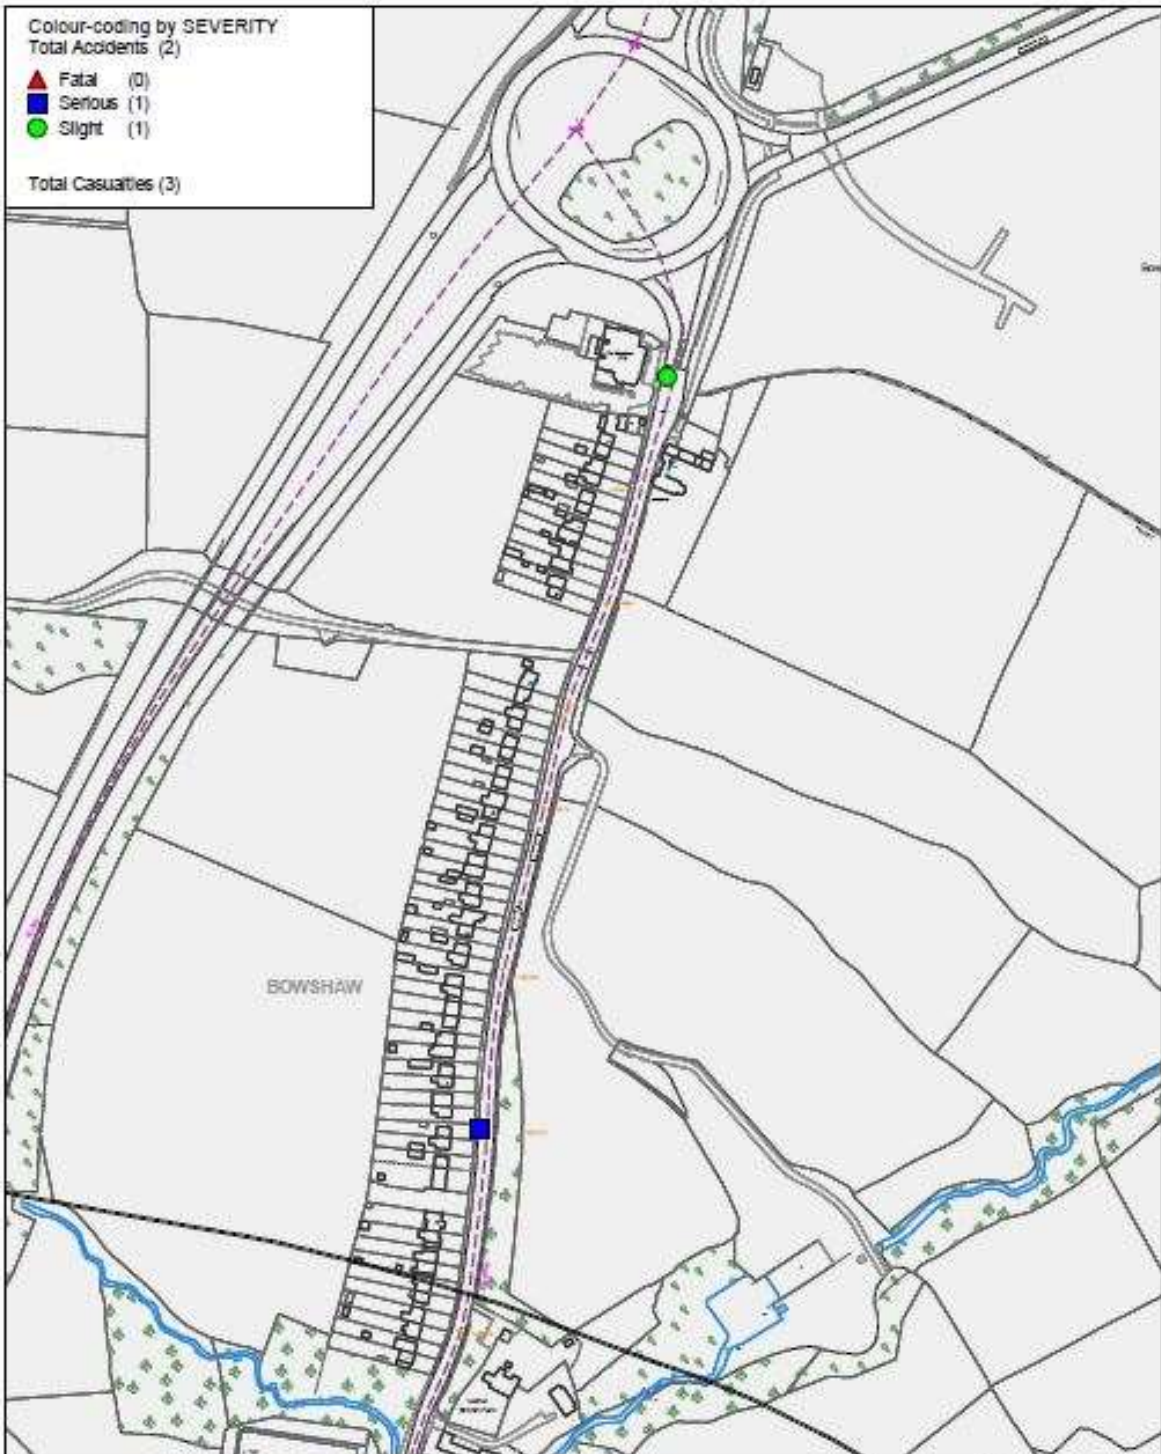 Colour-coding by SEVERITY
Total Accidents (2)
Fatal (0)
Serious (1)
Slight (1)
Total Casualties (3)
BOWSHAW